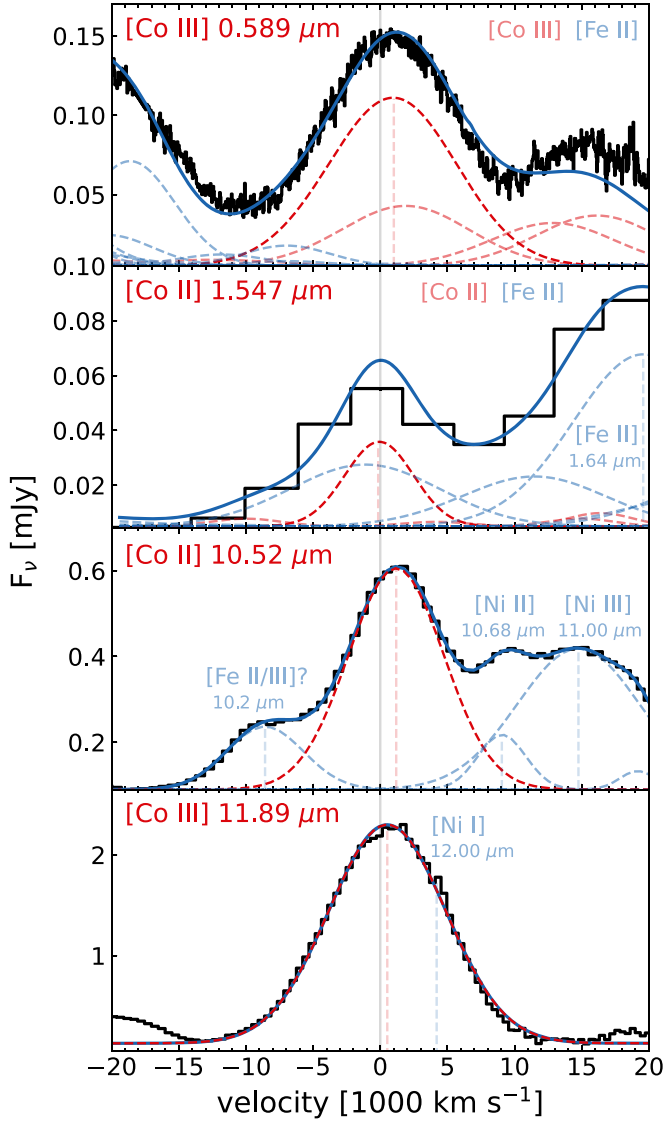 [Co III] 0.589 μm
[Co III] [Fe II]
0.15
0.10
0.05
0.10
[Co II] 1.547 μm
[Co II] [Fe II]
0.08
0.06
0.04
0.02
[Fe II]
1.64 μm
Fν [mJy]
[Co II] 10.52 μm
0.6
0.4
0.2
[Ni II]
10.68 μm
[Ni III]
11.00 μm
[Fe II/III]?
10.2 μm
[Co III] 11.89 μm
2
1
[Ni I]
12.00 μm
−20 −15 −10 −5 0 5 10 15 20
velocity [1000 km s⁻¹]